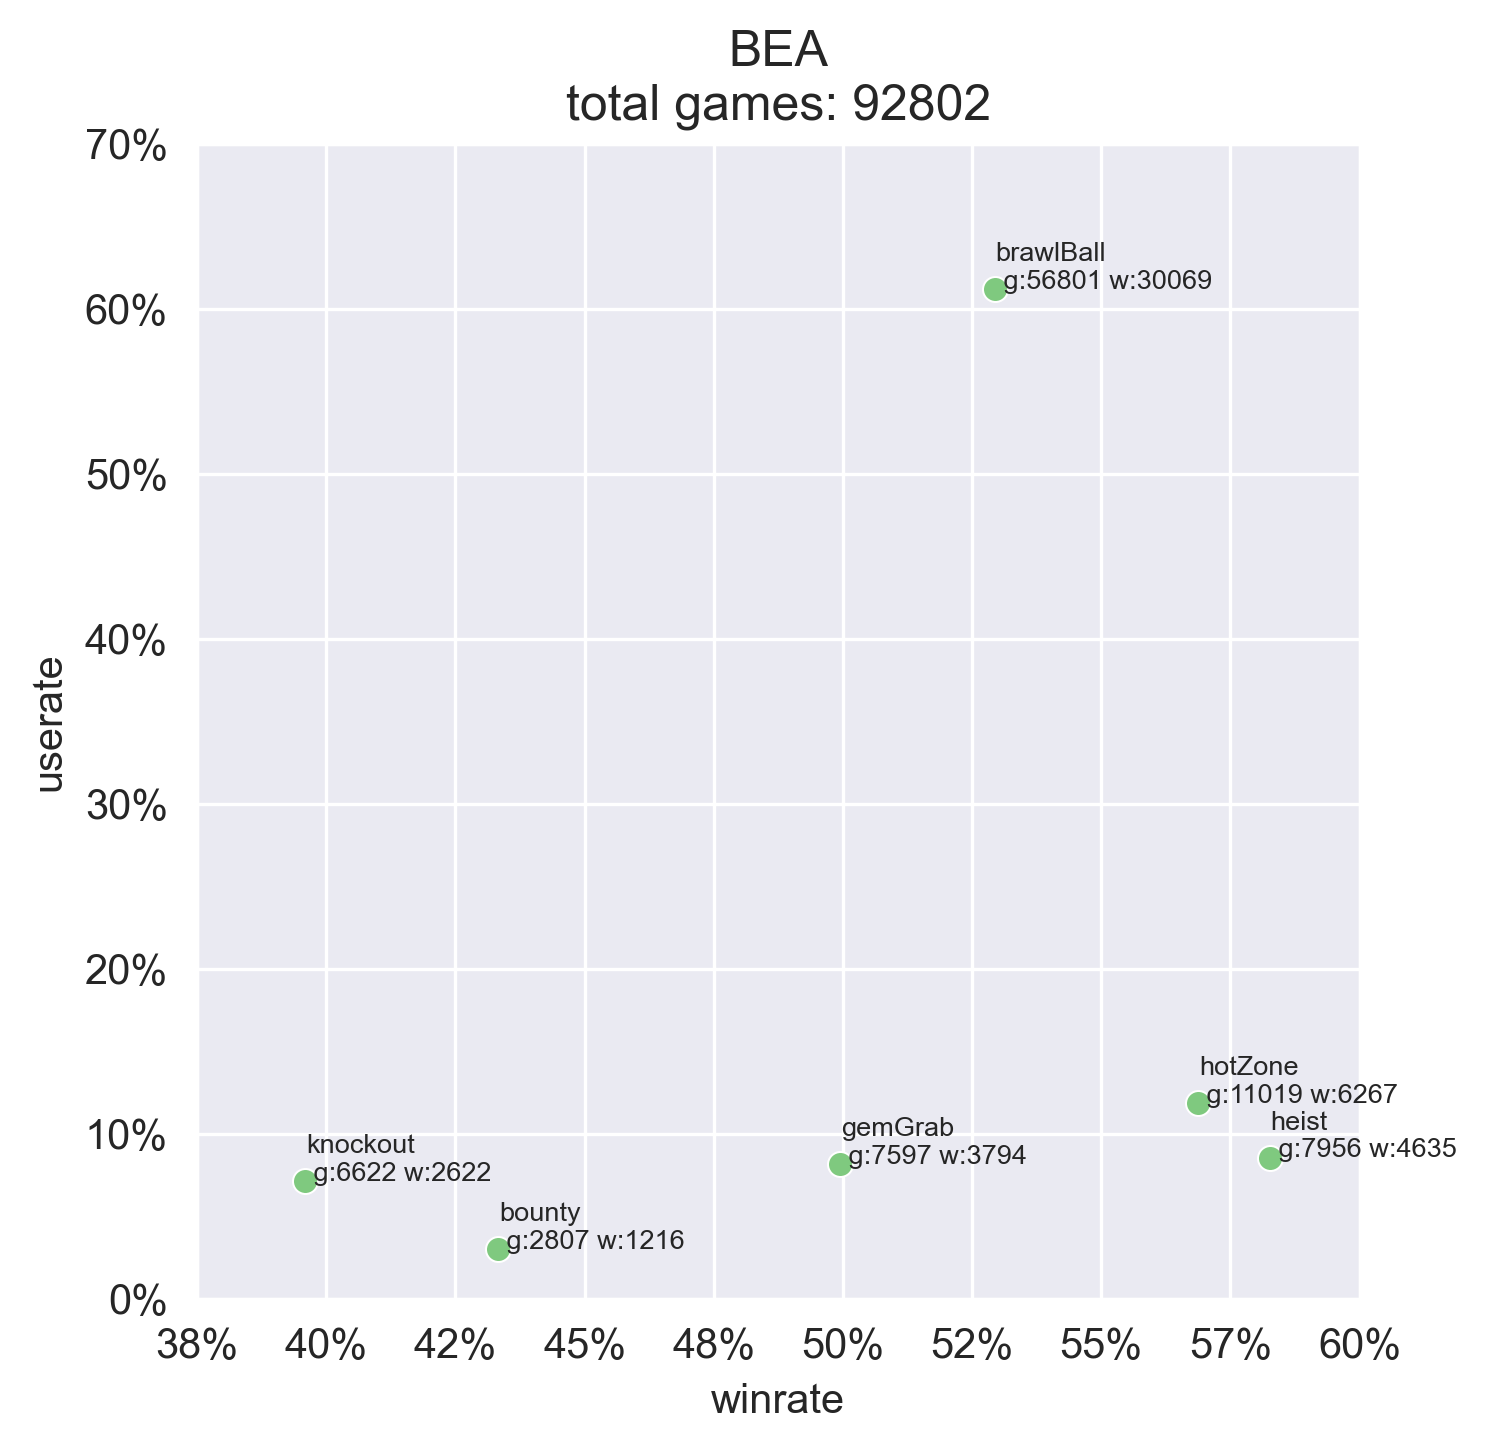 BEA
total games: 92802
70%
60%
50%
40%
30%
20%
10%
0%
userate
brawlBall
g:56801 w:30069
hotZone
g:11019 w:6267
heist
g:7956 w:4635
gemGrab
g:7597 w:3794
knockout
g:6622 w:2622
bounty
g:2807 w:1216
38% 40% 42% 45% 48% 50% 52% 55% 57% 60%
winrate